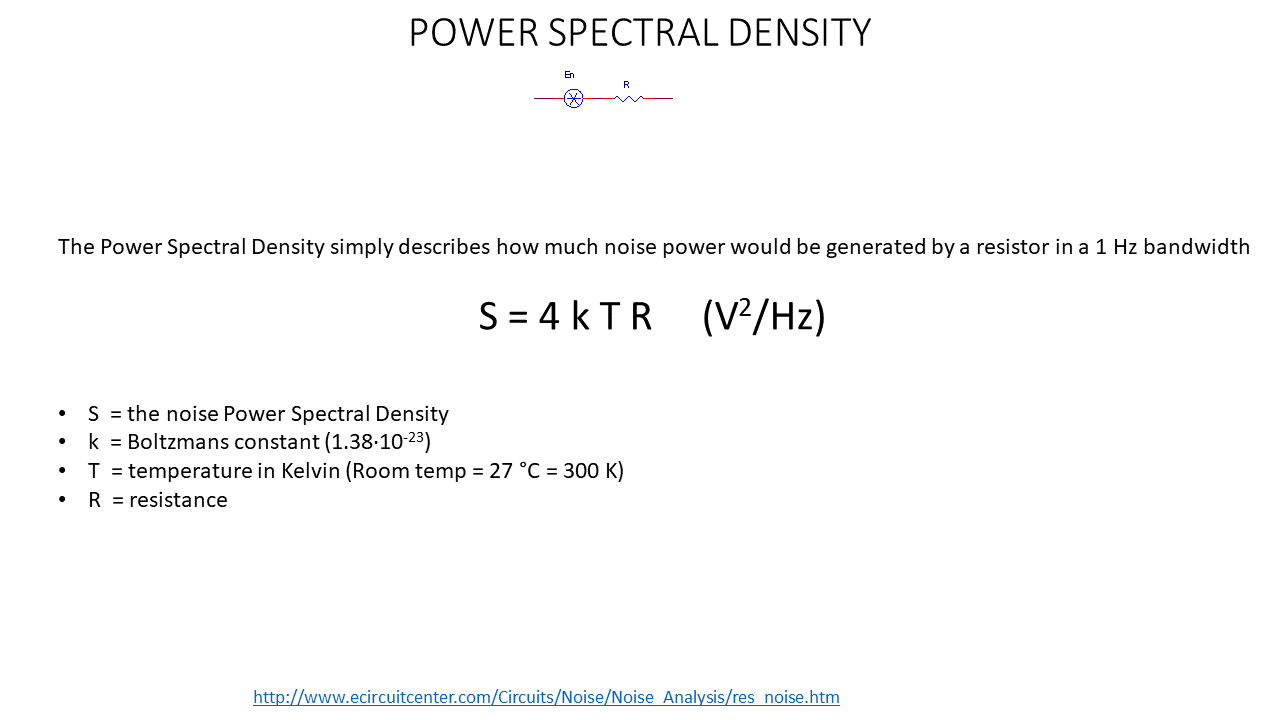 POWER SPECTRAL DENSITY
En
R
The Power Spectral Density simply describes how much noise power would be generated by a resistor in a 1 Hz bandwidth
S = 4 k T R (V²/Hz)
• S = the noise Power Spectral Density
• k = Boltzmans constant (1.38·10⁻²³)
• T = temperature in Kelvin (Room temp = 27 °C = 300 K)
• R = resistance
http://www.ecircuitcenter.com/Circuits/Noise/Noise_Analysis/res_noise.htm